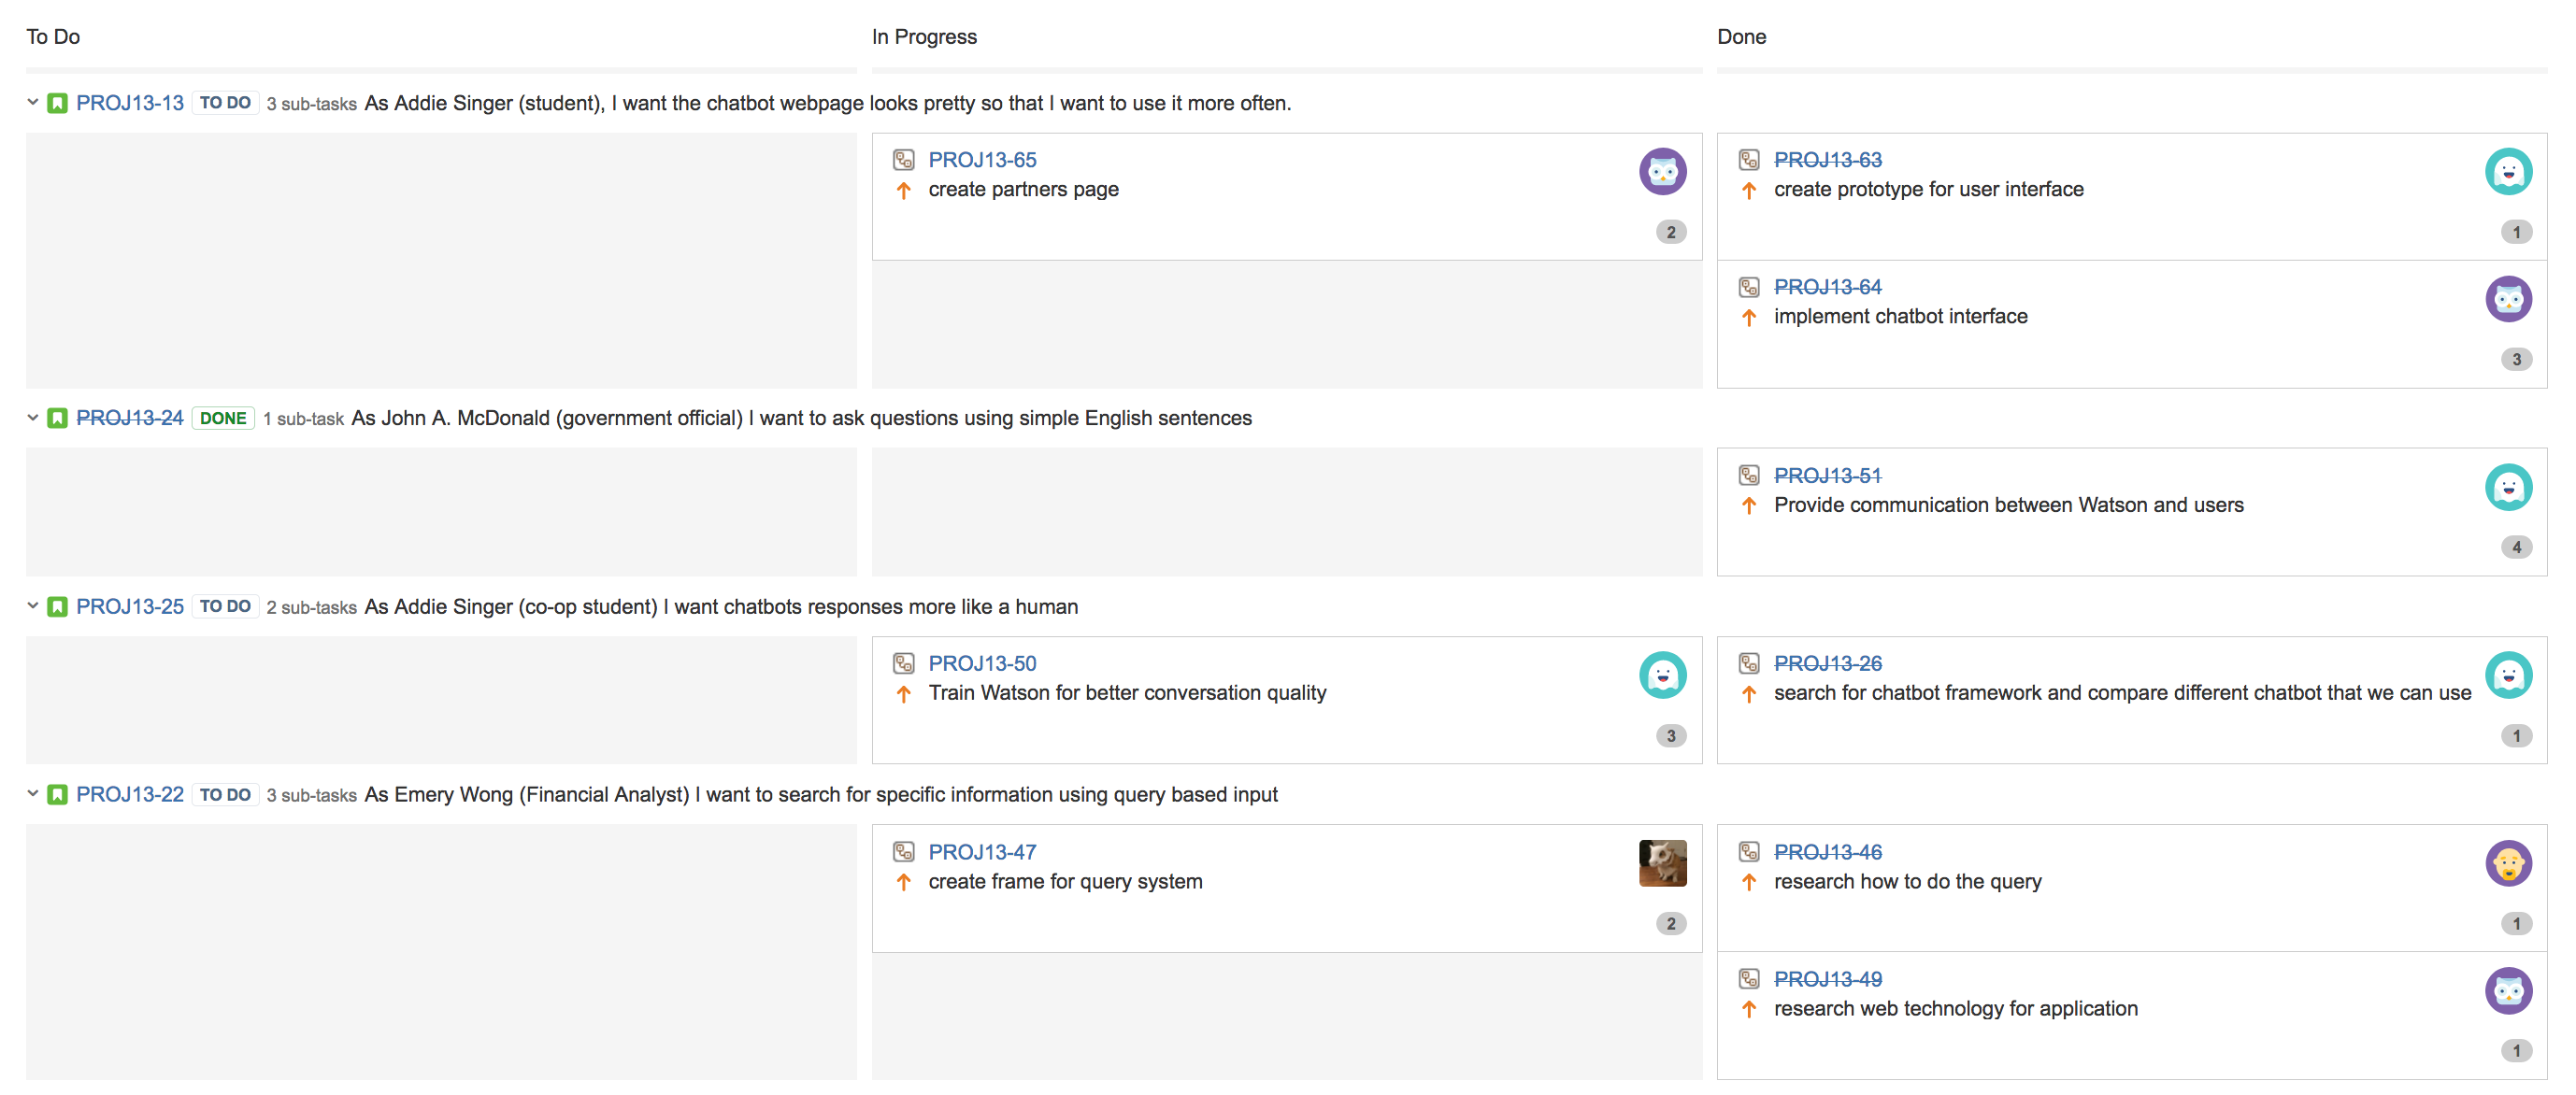 To Do
In Progress
Done
PROJ13-13 TO DO 3 sub-tasks As Addie Singer (student), I want the chatbot webpage looks pretty so that I want to use it more often.
PROJ13-65
create partners page
2
PROJ13-63
create prototype for user interface
1
PROJ13-64
implement chatbot interface
3
PROJ13-24 DONE 1 sub-task As John A. McDonald (government official) I want to ask questions using simple English sentences
PROJ13-51
Provide communication between Watson and users
4
PROJ13-25 TO DO 2 sub-tasks As Addie Singer (co-op student) I want chatbots responses more like a human
PROJ13-50
Train Watson for better conversation quality
3
PROJ13-26
search for chatbot framework and compare different chatbot that we can use
1
PROJ13-22 TO DO 3 sub-tasks As Emery Wong (Financial Analyst) I want to search for specific information using query based input
PROJ13-47
create frame for query system
2
PROJ13-46
research how to do the query
1
PROJ13-49
research web technology for application
1